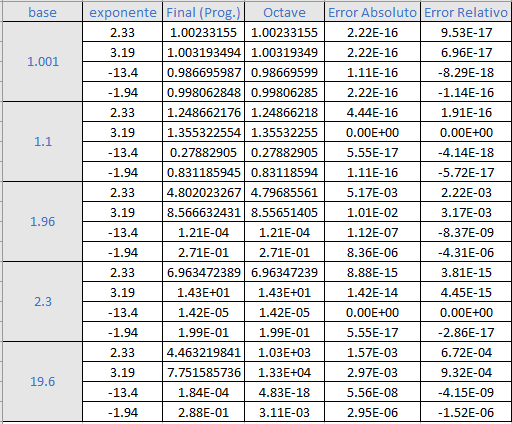 base exponente Final (Prog.) Octave Error Absoluto Error Relativo
1.001 2.33 1.00233155 1.00233155 2.22E-16 9.53E-17
3.19 1.003193494 1.00319349 2.22E-16 6.96E-17
-13.4 0.986695987 0.98669599 1.11E-16 -8.29E-18
-1.94 0.998062848 0.99806285 2.22E-16 -1.14E-16
1.1 2.33 1.248662176 1.24866218 4.44E-16 1.91E-16
3.19 1.355322554 1.35532255 0.00E+00 0.00E+00
-13.4 0.27882905 0.27882905 5.55E-17 -4.14E-18
-1.94 0.831185945 0.83118594 1.11E-16 -5.72E-17
1.96 2.33 4.802023267 4.79685561 5.17E-03 2.22E-03
3.19 8.566632431 8.55651405 1.01E-02 3.17E-03
-13.4 1.21E-04 1.21E-04 1.12E-07 -8.37E-09
-1.94 2.71E-01 2.71E-01 8.36E-06 -4.31E-06
2.3 2.33 6.963472389 6.96347239 8.88E-15 3.81E-15
3.19 1.43E+01 1.43E+01 1.42E-14 4.45E-15
-13.4 1.42E-05 1.42E-05 0.00E+00 0.00E+00
-1.94 1.99E-01 1.99E-01 5.55E-17 -2.86E-17
19.6 2.33 4.463219841 1.03E+03 1.57E-03 6.72E-04
3.19 7.751585736 1.33E+04 2.97E-03 9.32E-04
-13.4 1.84E-04 4.83E-18 5.56E-08 -4.15E-09
-1.94 2.88E-01 3.11E-03 2.95E-06 -1.52E-06